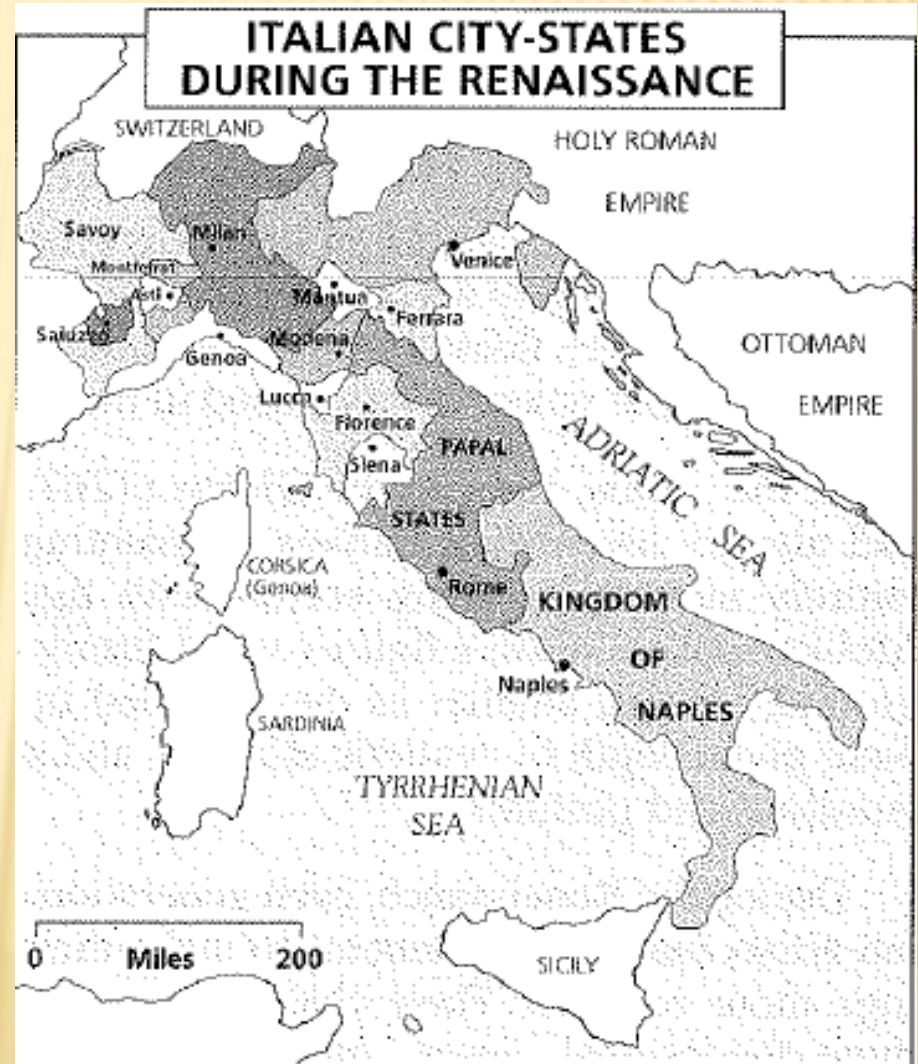 ITALIAN CITY-STATES
DURING THE RENAISSANCE
SWITZERLAND
HOLY ROMAN
EMPIRE
Savoy
Milan
Venice
Montferrat
Asti
Mantua
Ferrara
Saluzzo
Genoa
Modena
OTTOMAN
EMPIRE
Lucca
Florence
Siena
PAPAL
STATES
ADRIATIC
SEA
CORSICA
(Genoa)
Rome
KINGDOM
OF
NAPLES
Naples
SARDINIA
TYRRHENIAN
SEA
0 Miles 200
SICILY